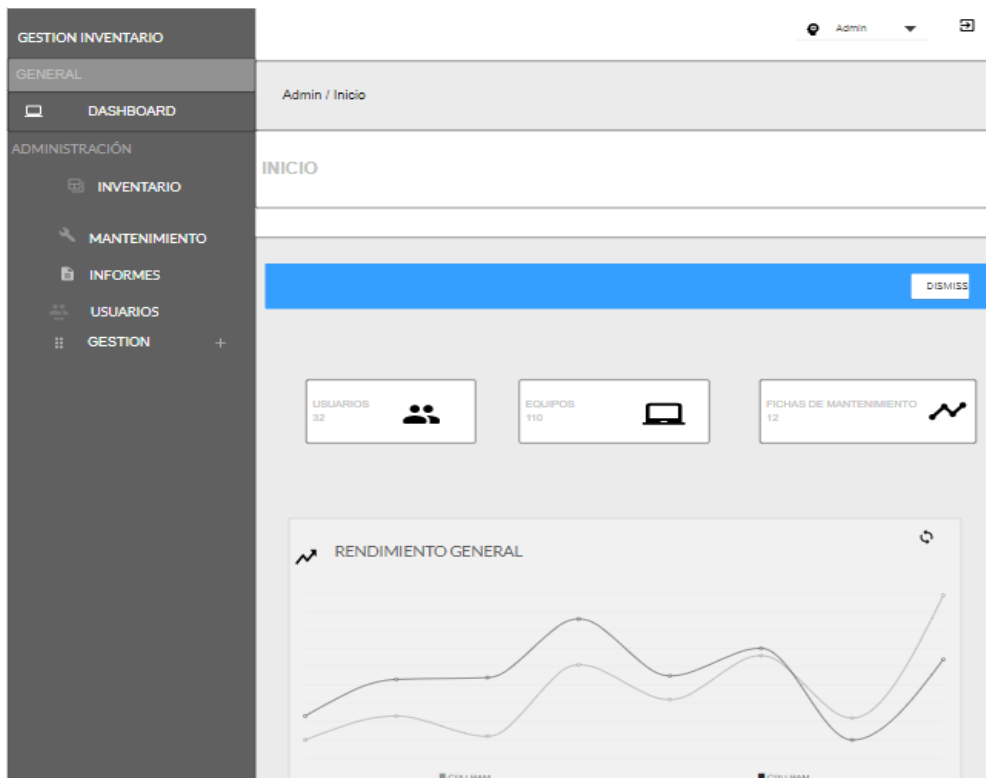 GESTION INVENTARIO
GENERAL
DASHBOARD
ADMINISTRACIÓN
INVENTARIO
MANTENIMIENTO
INFORMES
USUARIOS
GESTION +
Admin
Admin / Inicio
INICIO
DISMISS
USUARIOS
32
EQUIPOS
110
FICHAS DE MANTENIMIENTO
12
RENDIMIENTO GENERAL